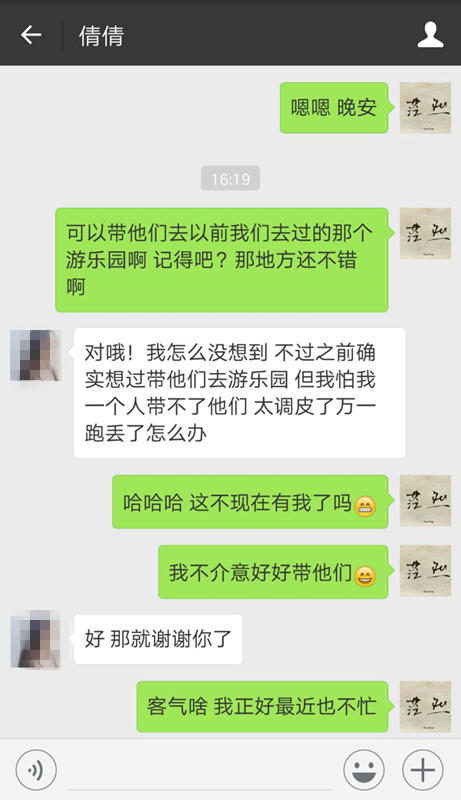 倩倩
嗯嗯 晚安
16:19
可以带他们去以前我们去过的那个
游乐园啊 记得吧？那地方还不错
啊
对哦！我怎么没想到 不过之前确
实想过带他们去游乐园 但我怕我
一个人带不了他们 太调皮了万一
跑丢了怎么办
哈哈哈 这不现在有我了吗😁
我不介意好好带他们😄
好 那就谢谢你了
客气啥 我正好最近也不忙